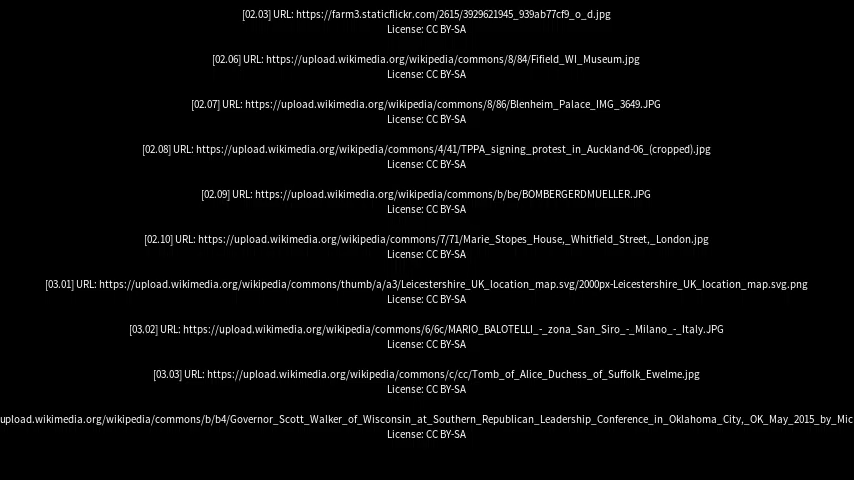 [02.03] URL: https://farm3.staticflickr.com/2615/3929621945_939ab77cf9_o_d.jpg
License: CC BY-SA
[02.06] URL: https://upload.wikimedia.org/wikipedia/commons/8/84/Fifield_WI_Museum.jpg
License: CC BY-SA
[02.07] URL: https://upload.wikimedia.org/wikipedia/commons/8/86/Blenheim_Palace_IMG_3649.JPG
License: CC BY-SA
[02.08] URL: https://upload.wikimedia.org/wikipedia/commons/4/41/TPPA_signing_protest_in_Auckland-06_(cropped).jpg
License: CC BY-SA
[02.09] URL: https://upload.wikimedia.org/wikipedia/commons/b/be/BOMBERGERDMUELLER.JPG
License: CC BY-SA
[02.10] URL: https://upload.wikimedia.org/wikipedia/commons/7/71/Marie_Stopes_House,_Whitfield_Street,_London.jpg
License: CC BY-SA
[03.01] URL: https://upload.wikimedia.org/wikipedia/commons/thumb/a/a3/Leicestershire_UK_location_map.svg/2000px-Leicestershire_UK_location_map.svg.png
License: CC BY-SA
[03.02] URL: https://upload.wikimedia.org/wikipedia/commons/6/6c/MARIO_BALOTELLI_-_zona_San_Siro_-_Milano_-_Italy.JPG
License: CC BY-SA
[03.03] URL: https://upload.wikimedia.org/wikipedia/commons/c/cc/Tomb_of_Alice_Duchess_of_Suffolk_Ewelme.jpg
License: CC BY-SA
upload.wikimedia.org/wikipedia/commons/b/b4/Governor_Scott_Walker_of_Wisconsin_at_Southern_Republican_Leadership_Conference_in_Oklahoma_City,_OK_May_2015_by_Mic
License: CC BY-SA